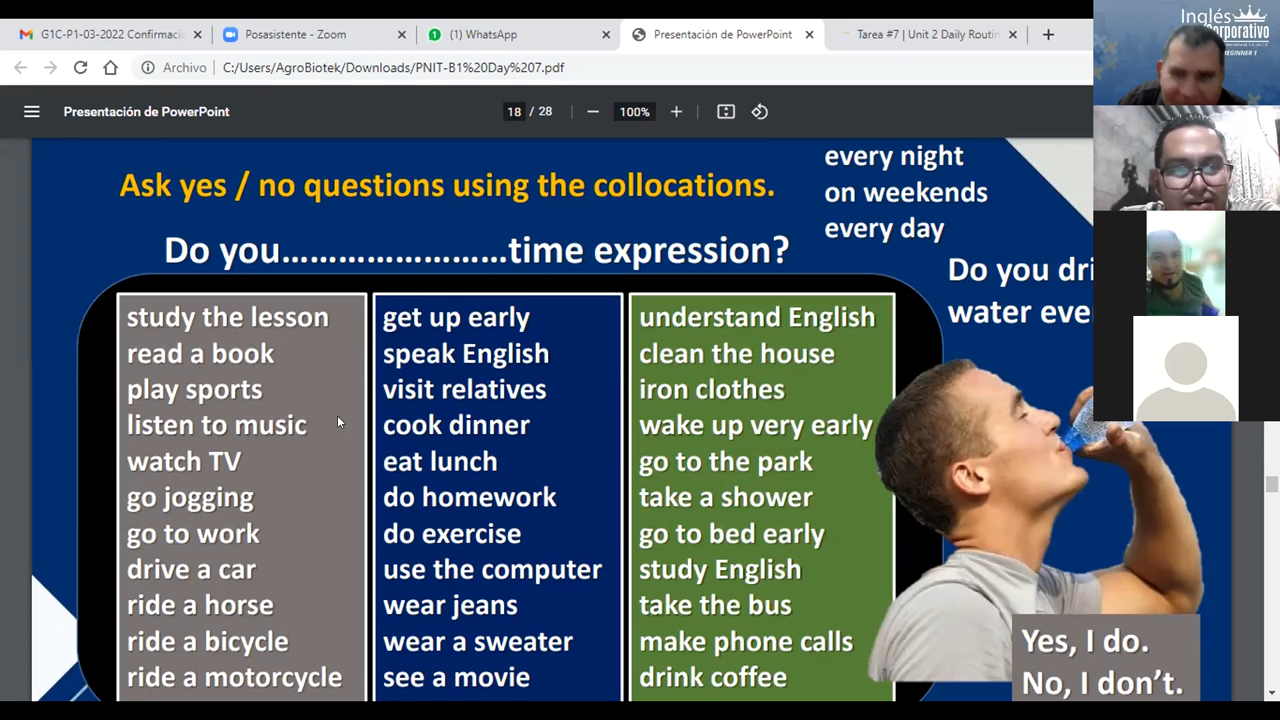 G1C-P1-03-2022 Confirmaci
Posasistente - Zoom
(1) WhatsApp
Presentación de PowerPoint
Tarea #7 | Unit 2 Daily Routin
Archivo
C:/Users/AgroBiotek/Downloads/PNIT-B1%20Day%207.pdf
Presentación de PowerPoint
18 / 28
100%
Inglés
Corporativo
BEGINNER 1
Ask yes / no questions using the collocations.
every night
on weekends
every day
Do you……………………time expression?
Do you dri
water eve
study the lesson
read a book
play sports
listen to music
watch TV
go jogging
go to work
drive a car
ride a horse
ride a bicycle
ride a motorcycle
get up early
speak English
visit relatives
cook dinner
eat lunch
do homework
do exercise
use the computer
wear jeans
wear a sweater
see a movie
understand English
clean the house
iron clothes
wake up very early
go to the park
take a shower
go to bed early
study English
take the bus
make phone calls
drink coffee
Yes, I do.
No, I don't.